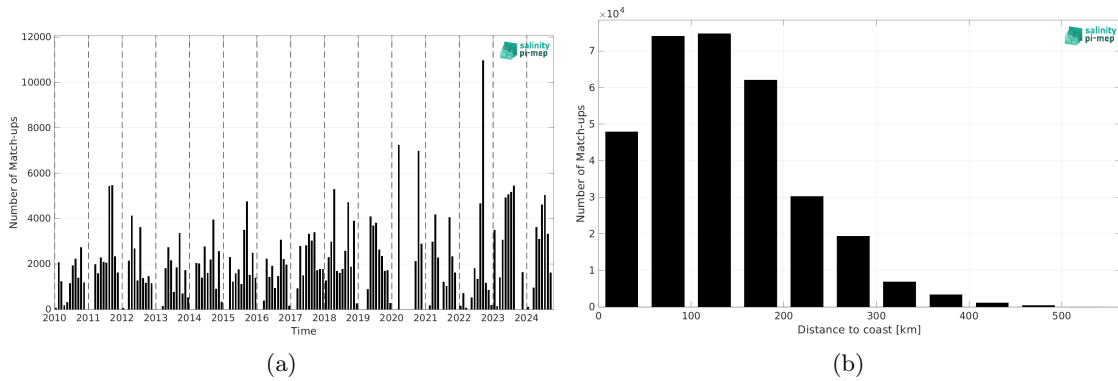 12000
10000
8000
6000
4000
2000
0
Number of Match-ups
2010 2011 2012 2013 2014 2015 2016 2017 2018 2019 2020 2021 2022 2023 2024
Time
salinity
pi-mep
(a)
×10⁴
7
6
5
4
3
2
1
0
Number of Match-ups
0 100 200 300 400 500
Distance to coast [km]
salinity
pi-mep
(b)